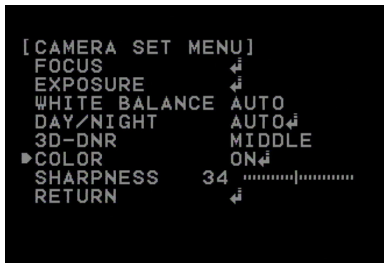 [CAMERA SET MENU]
FOCUS ↲
EXPOSURE ↲
WHITE BALANCE AUTO
DAY/NIGHT AUTO↲
3D-DNR MIDDLE
▶COLOR ON↲
SHARPNESS 34
RETURN ↲